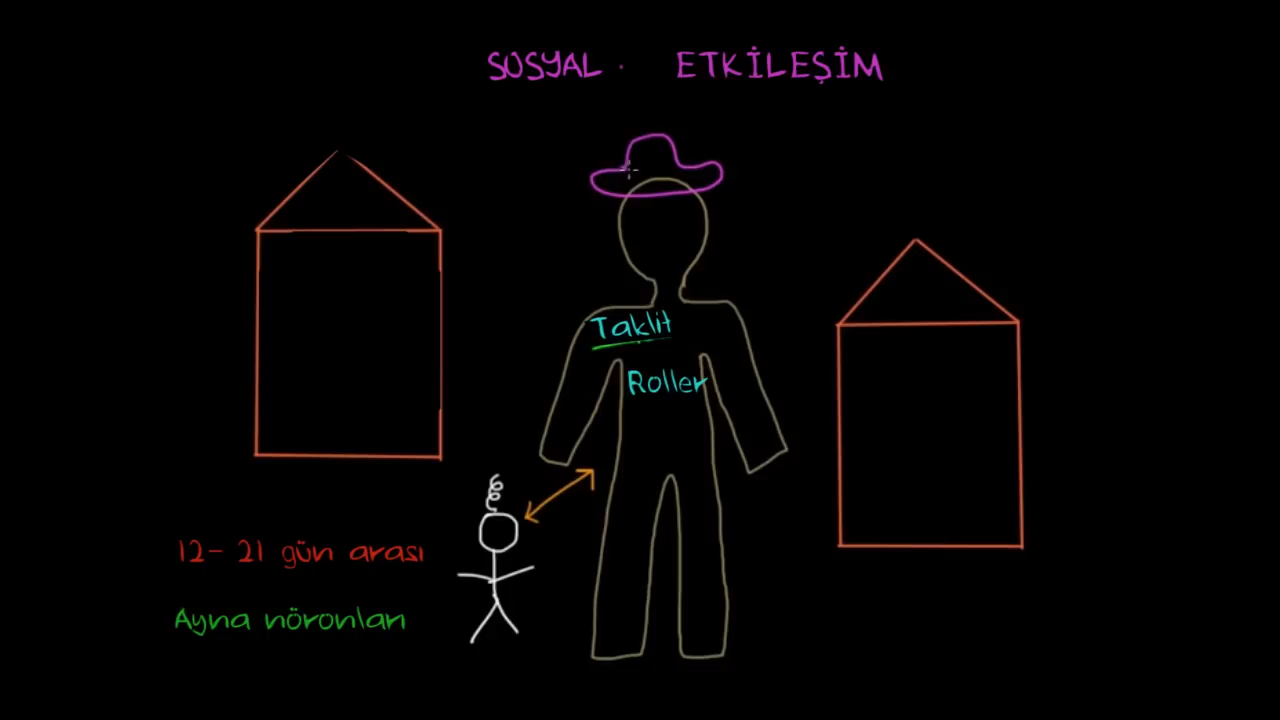 SOSYAL . ETKİLEŞİM
Taklit
Roller
12- 21 gün arası
Ayna nöronları